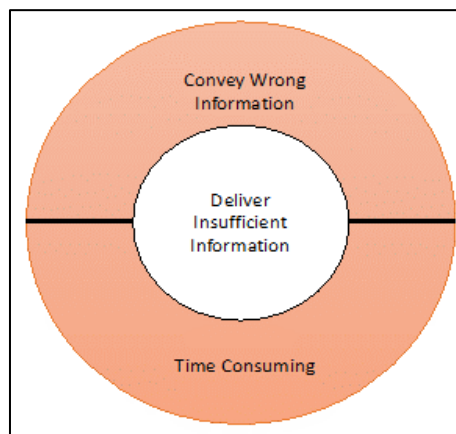 Convey Wrong
Information
Deliver
Insufficient
Information
Time Consuming